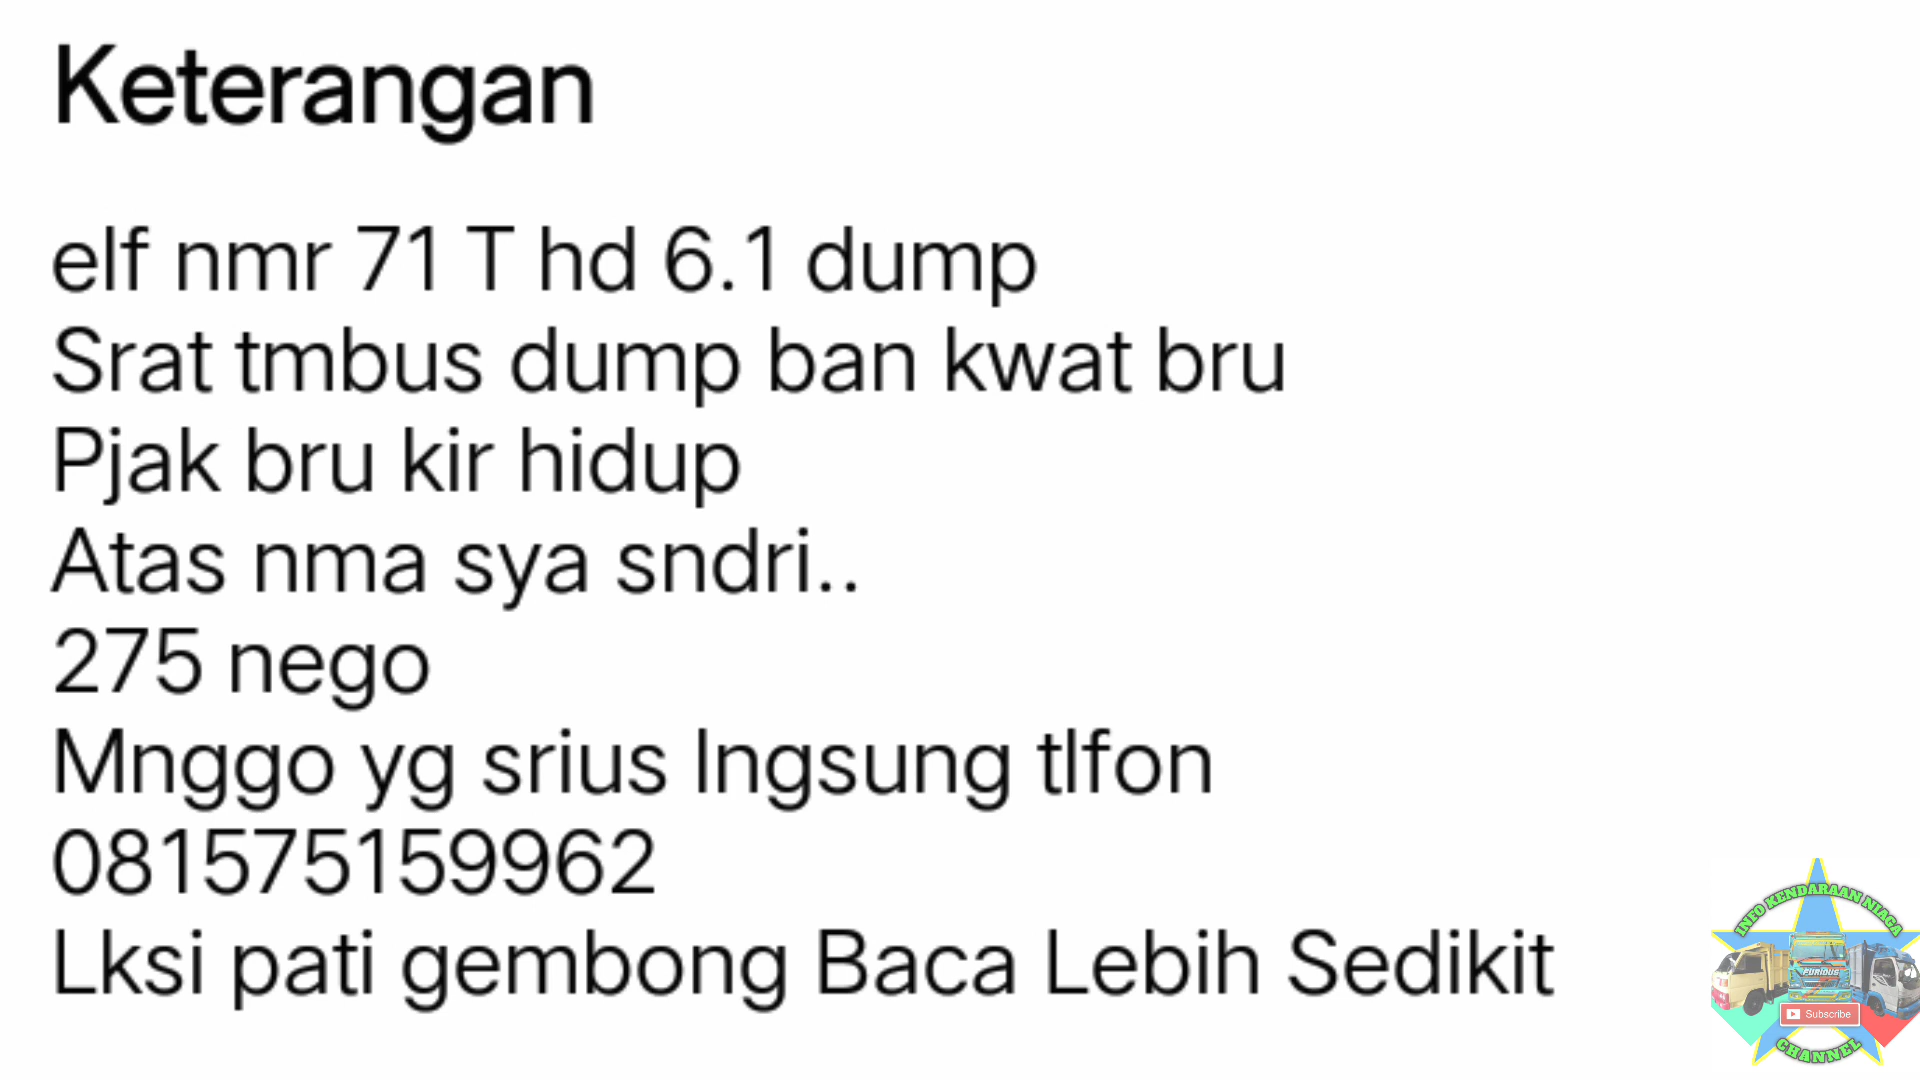 Keterangan
elf nmr 71 T hd 6.1 dump
Srat tmbus dump ban kwat bru
Pjak bru kir hidup
Atas nma sya sndri..
275 nego
Mnggo yg srius lngsung tlfon
081575159962
Lksi pati gembong Baca Lebih Sedikit
INFO KENDARAAN NIAGA
FURIOUS
Subscribe
CHANNEL